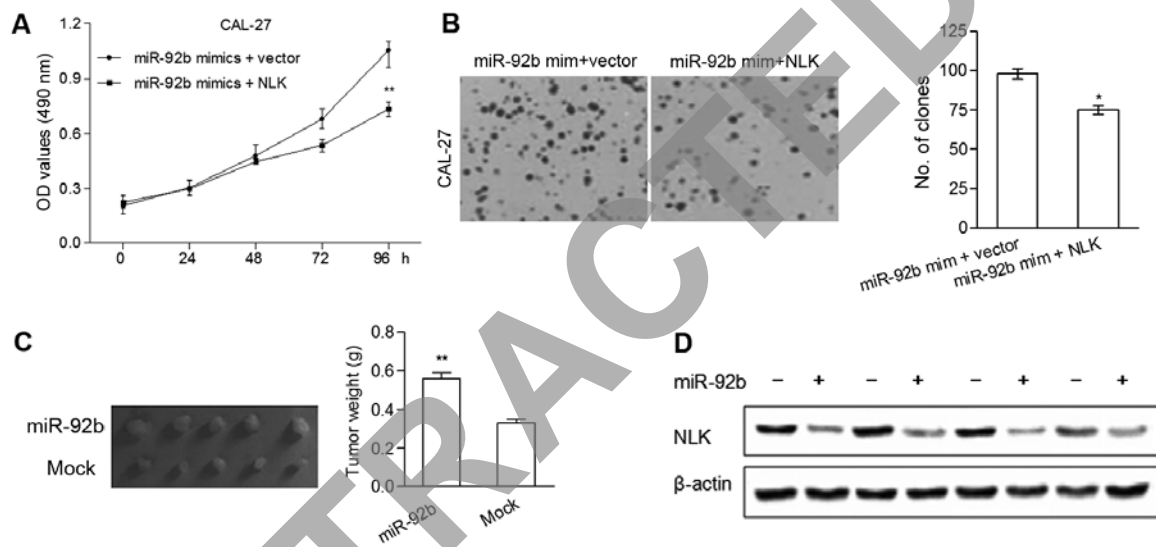 A
CAL-27
miR-92b mimics + vector
miR-92b mimics + NLK
OD values (490 nm)
1.2
0.9
0.6
0.3
0.0
**
0 24 48 72 96 h
B
miR-92b mim+vector miR-92b mim+NLK
CAL-27
No. of clones
125
100
75
50
25
0
*
miR-92b mim + vector
miR-92b mim + NLK
C
miR-92b
Mock
Tumor weight (g)
0.8
0.6
0.4
0.2
0.0
**
miR-92b
Mock
D
miR-92b − + − + − + − +
NLK
β-actin
RETRACTED